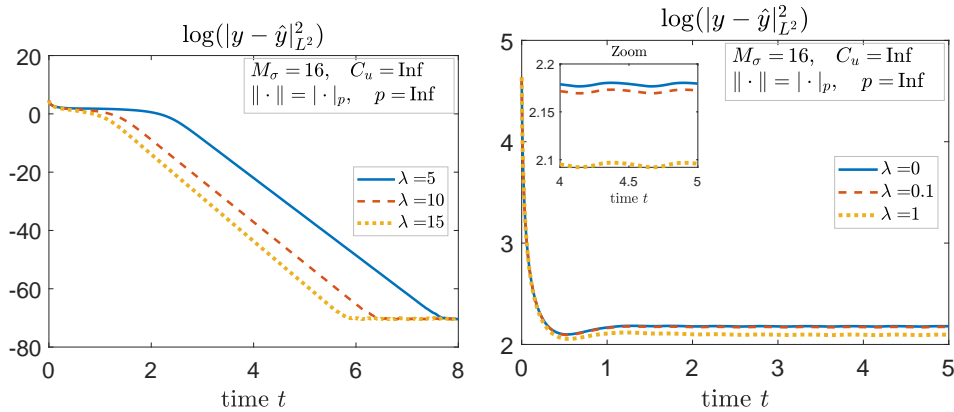 log(|y − ŷ|²_{L²})
20
0
-20
-40
-60
-80
M_σ = 16, C_u = Inf
‖ · ‖ = | · |_p, p = Inf
λ =5
λ =10
λ =15
0 2 4 6 8
time t
log(|y − ŷ|²_{L²})
5
4
3
2
Zoom
2.2
2.15
2.1
4 4.5 5
time t
M_σ = 16, C_u = Inf
‖ · ‖ = | · |_p, p = Inf
λ =0
λ =0.1
λ =1
0 1 2 3 4 5
time t